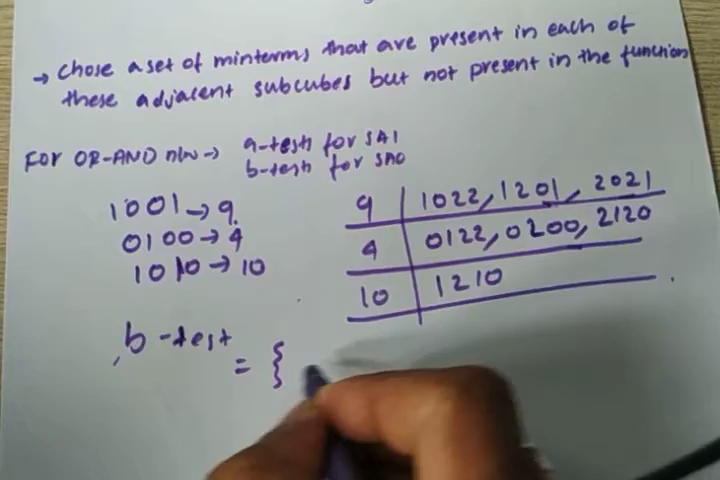 → chose a set of minterms that are present in each of
these adjacent subcubes but not present in the function
FOR OR-AND n/w → a-tests for SA1
b-tests for SA0
1001 → 9
0100 → 4
1010 → 10
9 | 1022, 1201, 2021
4 | 0122, 0200, 2120
10 | 1210
b-test
= {